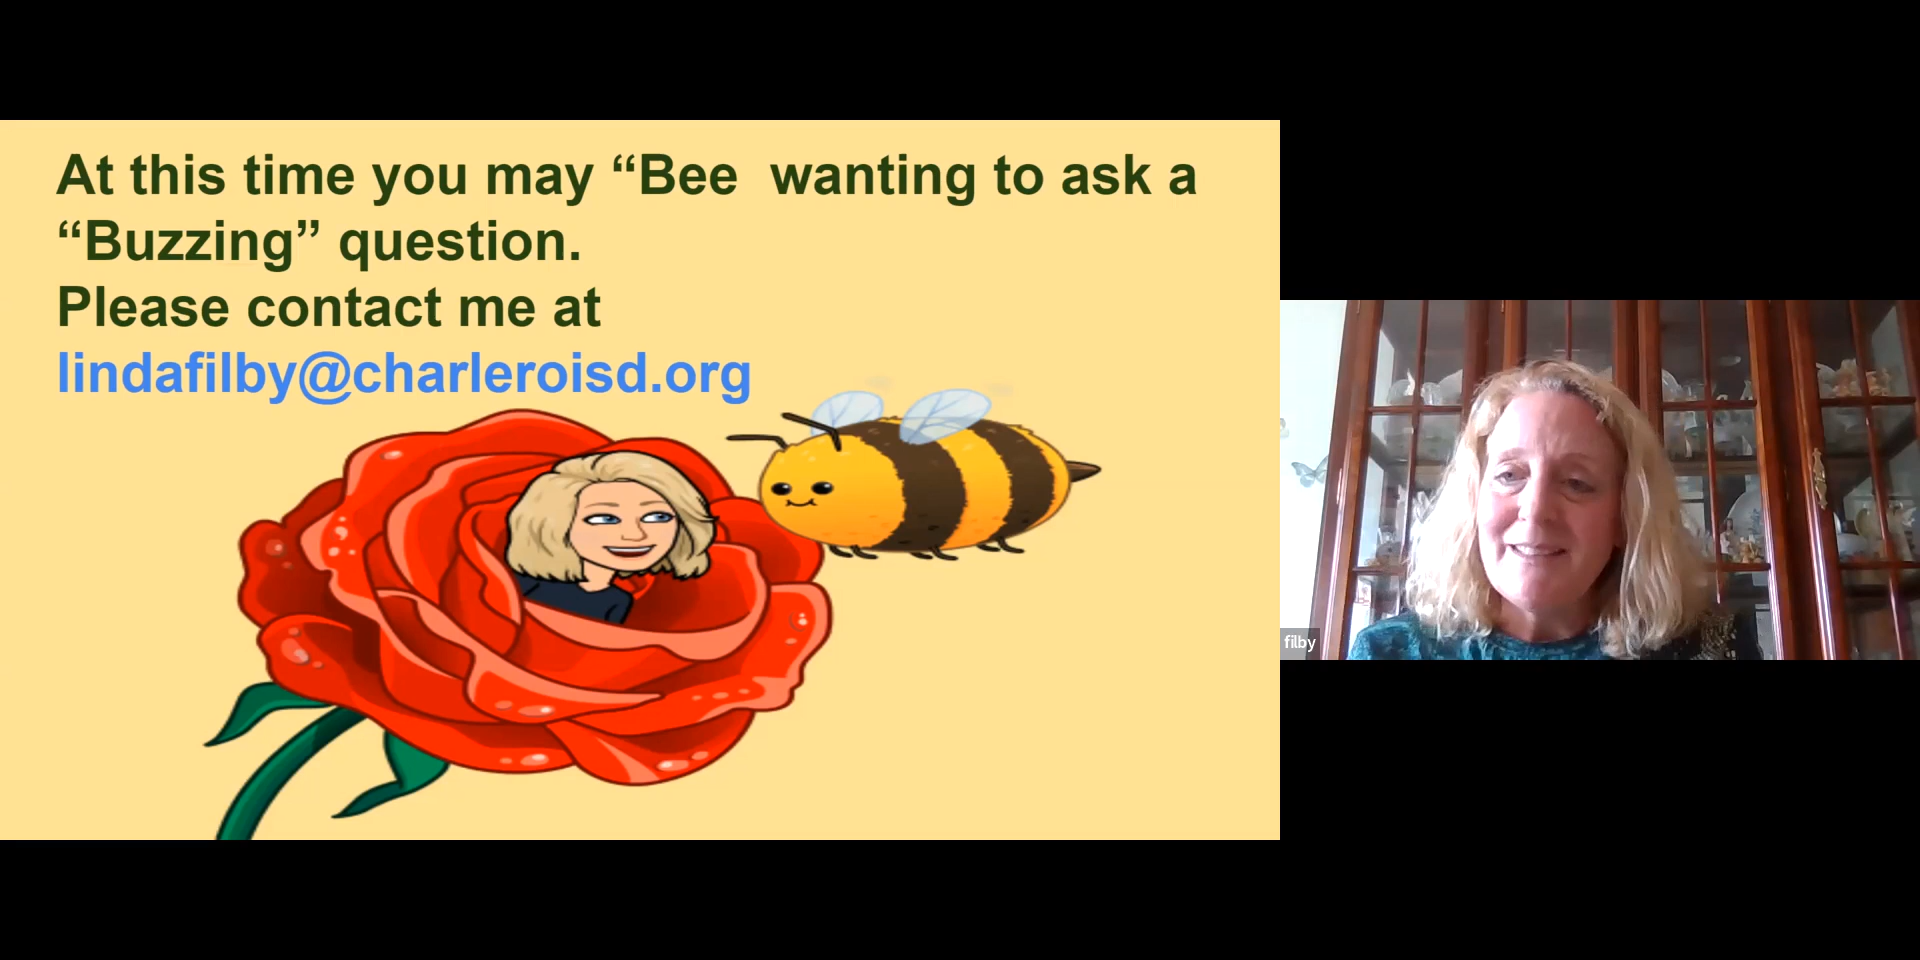 At this time you may “Bee  wanting to ask a
“Buzzing” question.
Please contact me at
lindafilby@charleroisd.org
filby